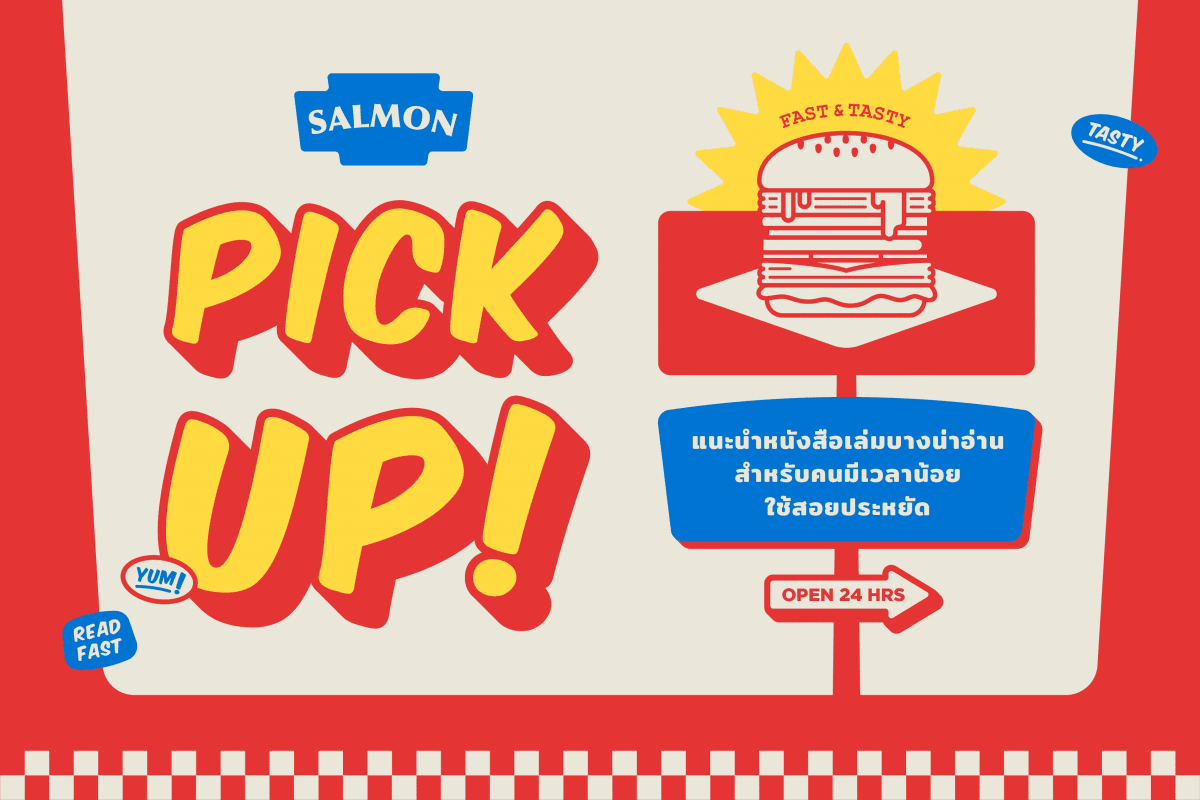 SALMON
PICK
UP!
YUM!
READ
FAST
FAST & TASTY
TASTY
แนะนำหนังสือเล่มบางน่าอ่าน
สำหรับคนมีเวลาน้อย
ใช้สอยประหยัด
OPEN 24 HRS